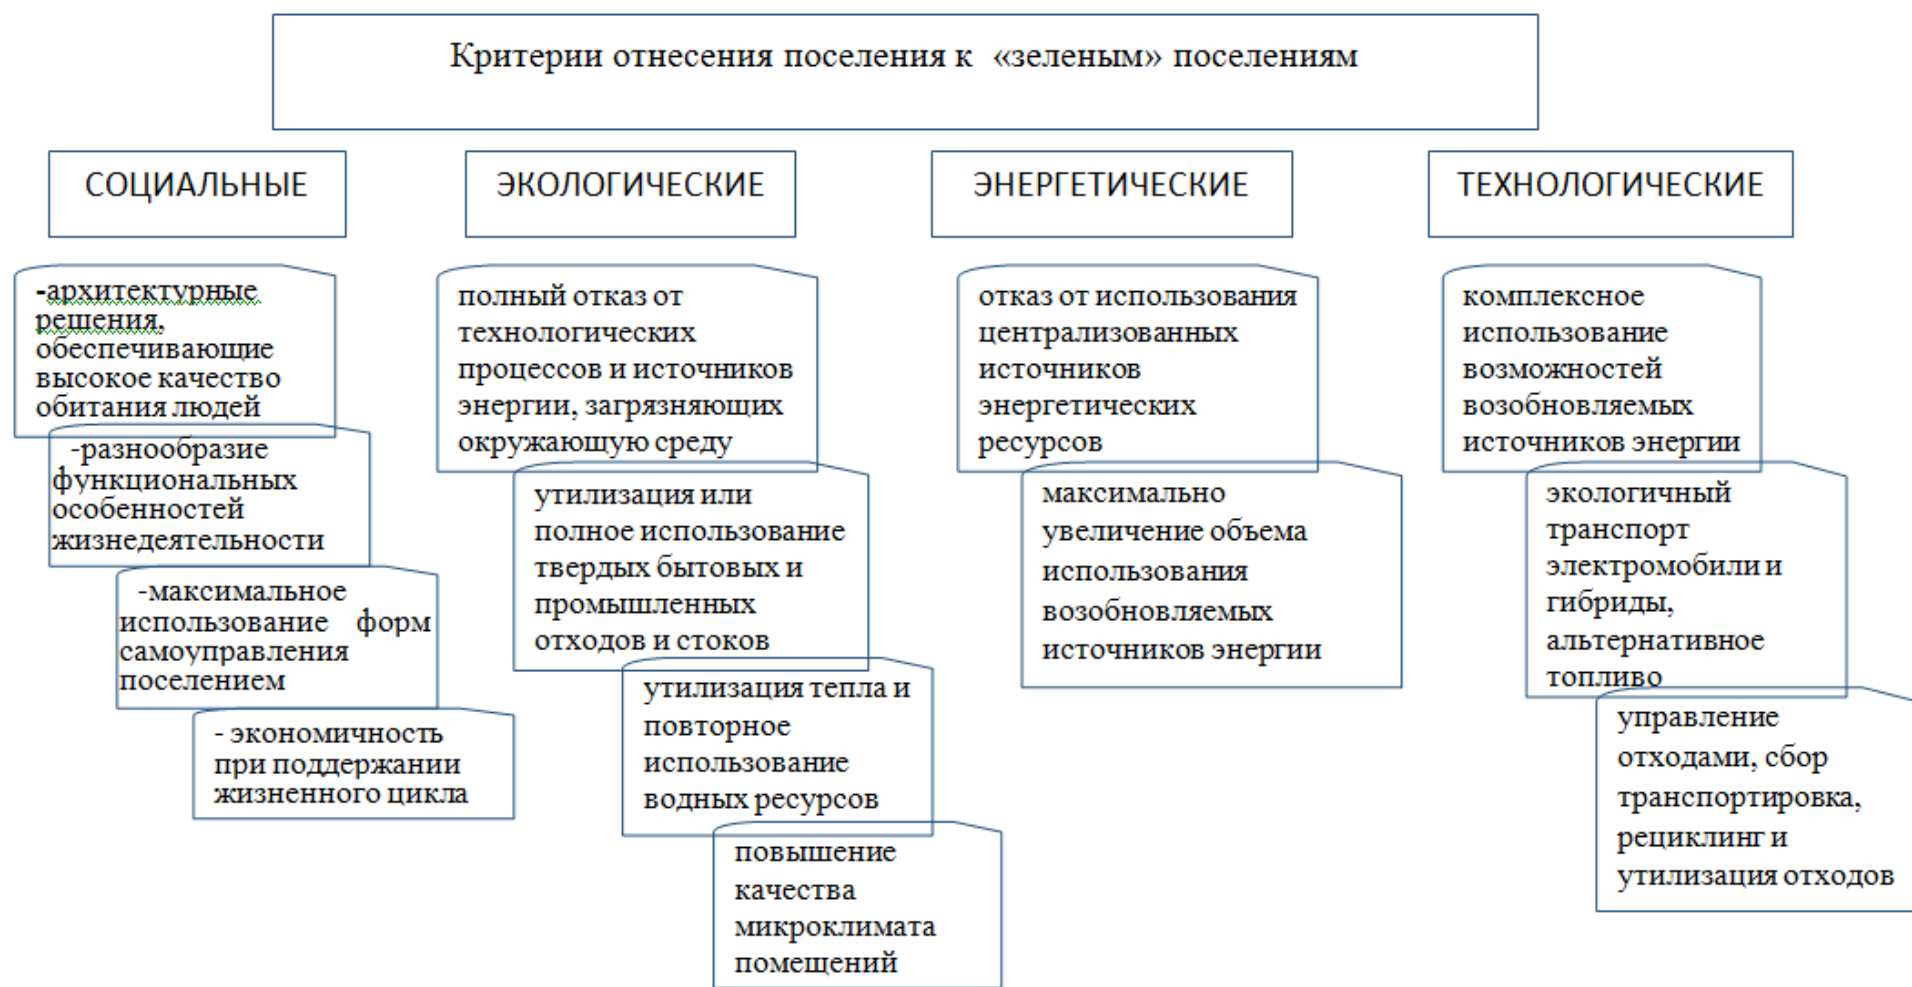 Критерии отнесения поселения к «зеленым» поселениям
СОЦИАЛЬНЫЕ
-архитектурные
решения,
обеспечивающие
высокое качество
обитания людей
-разнообразие
функциональных
особенностей
жизнедеятельности
-максимальное
использование форм
самоуправления
поселением
- экономичность
при поддержании
жизненного цикла
ЭКОЛОГИЧЕСКИЕ
полный отказ от
технологических
процессов и источников
энергии, загрязняющих
окружающую среду
утилизация или
полное использование
твердых бытовых и
промышленных
отходов и стоков
утилизация тепла и
повторное
использование
водных ресурсов
повышение
качества
микроклимата
помещений
ЭНЕРГЕТИЧЕСКИЕ
отказ от использования
централизованных
источников
энергетических
ресурсов
максимально
увеличение объема
использования
возобновляемых
источников энергии
ТЕХНОЛОГИЧЕСКИЕ
комплексное
использование
возможностей
возобновляемых
источников энергии
экологичный
транспорт
электромобили и
гибриды,
альтернативное
топливо
управление
отходами, сбор
транспортировка,
рециклинг и
утилизация отходов